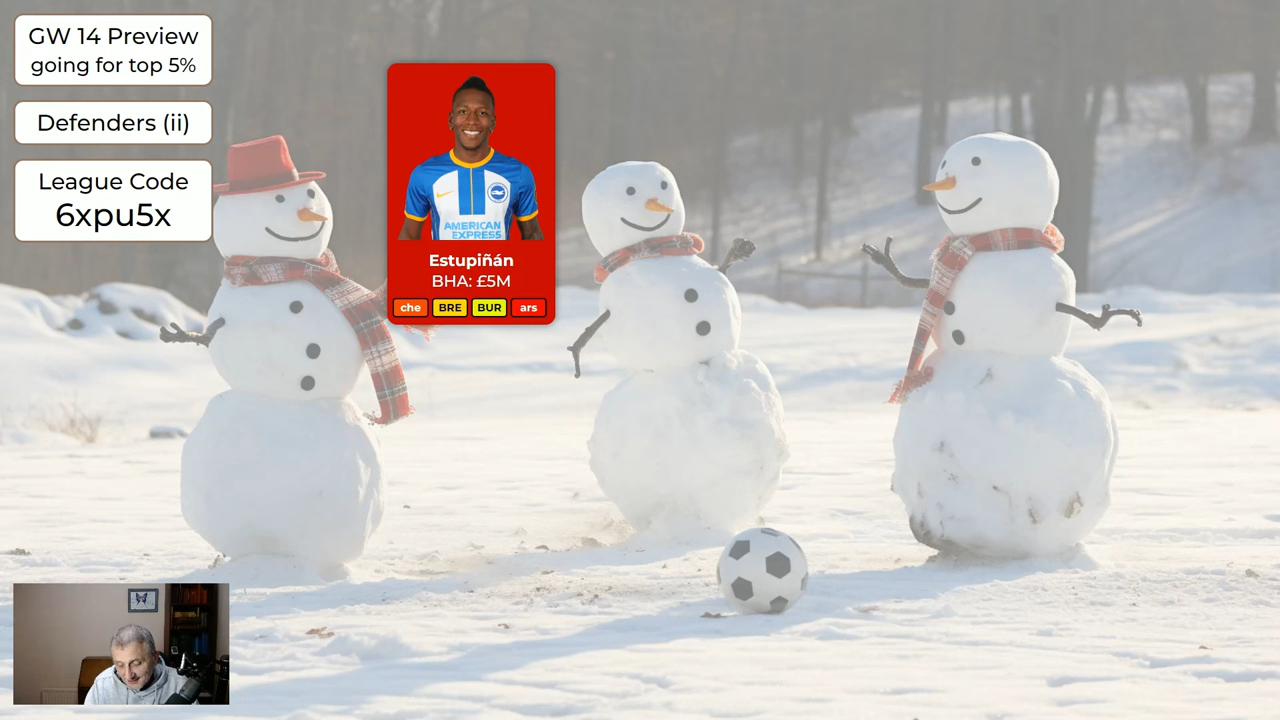 GW 14 Preview
going for top 5%
Defenders (ii)
League Code
6xpu5x
AMERICAN
EXPRESS
Estupiñán
BHA: £5M
che BRE BUR ars